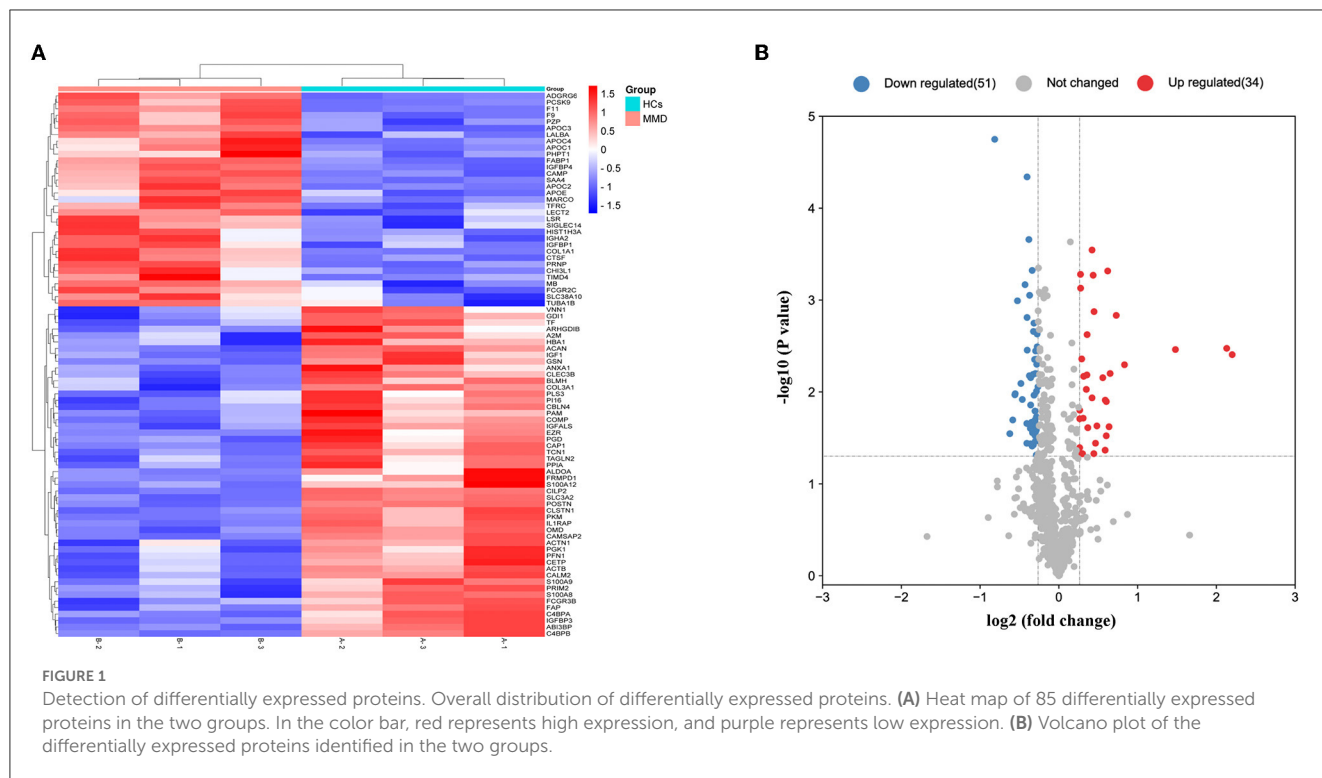 A
Group
ADGRG6
PCSK9
F11
F9
PZP
APOC3
LALBA
APOC4
APOC1
PHPT1
FABP1
IGFBP4
CAMP
SAA4
APOC2
APOE
MARCO
TFRC
LECT2
LSR
SIGLEC14
HIST1H3A
IGHA2
IGFBP1
COL1A1
CTSF
PRNP
CHI3L1
TIMD4
MB
FCGR2C
SLC38A10
TUBA1B
VNN1
GDI1
TF
ARHGDIB
A2M
HBA1
ACAN
IGF1
GSN
ANXA1
CLEC3B
BLMH
COL3A1
PLS3
PI16
CBLN4
PAM
COMP
IGFALS
EZR
PGD
CAP1
TCN1
TAGLN2
PPIA
ALDOA
FRMPD1
S100A12
CILP2
SLC3A2
POSTN
CLSTN1
PKM
IL1RAP
OMD
CAMSAP2
ACTN1
PGK1
PFN1
CETP
ACTB
CALM2
S100A9
PRIM2
S100A8
FCGR3B
FAP
C4BPA
IGFBP3
ABI3BP
C4BPB
B-2 B-1 B-3 A-2 A-3 A-1
1.5
1
0.5
0
- 0.5
- 1
- 1.5
Group
HCs
MMD
B
Down regulated(51) Not changed Up regulated(34)
-log10 (P value)
5
4
3
2
1
0
−3 −2 −1 0 1 2 3
log2 (fold change)
FIGURE 1
Detection of differentially expressed proteins. Overall distribution of differentially expressed proteins. (A) Heat map of 85 differentially expressed
proteins in the two groups. In the color bar, red represents high expression, and purple represents low expression. (B) Volcano plot of the
differentially expressed proteins identified in the two groups.